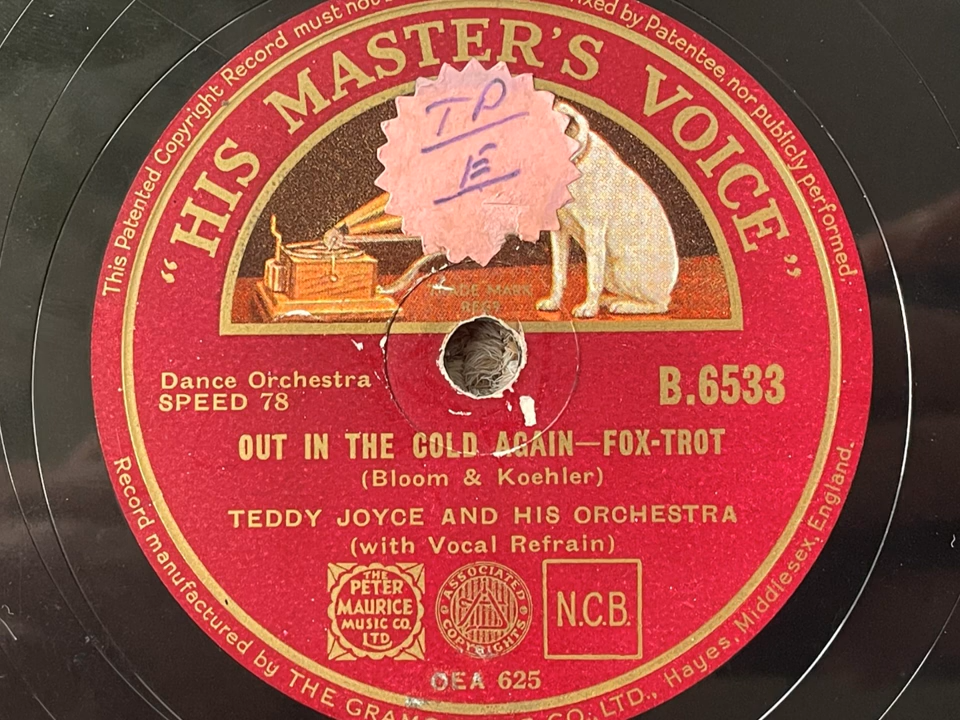 This Patented Copyright Record must not
by Patentee, nor publicly performed.
"HIS MASTER'S VOICE"
TP
E
TRADE MARK
Dance Orchestra
SPEED 78
B.6533
OUT IN THE COLD AGAIN—FOX-TROT
(Bloom & Koehler)
TEDDY JOYCE AND HIS ORCHESTRA
(with Vocal Refrain)
THE
PETER
MAURICE
MUSIC CO.
LTD.
ASSOCIATED
COPYRIGHTS
N.C.B.
OEA 625
Record manufactured by THE CO., LTD., Hayes, Middlesex, England.